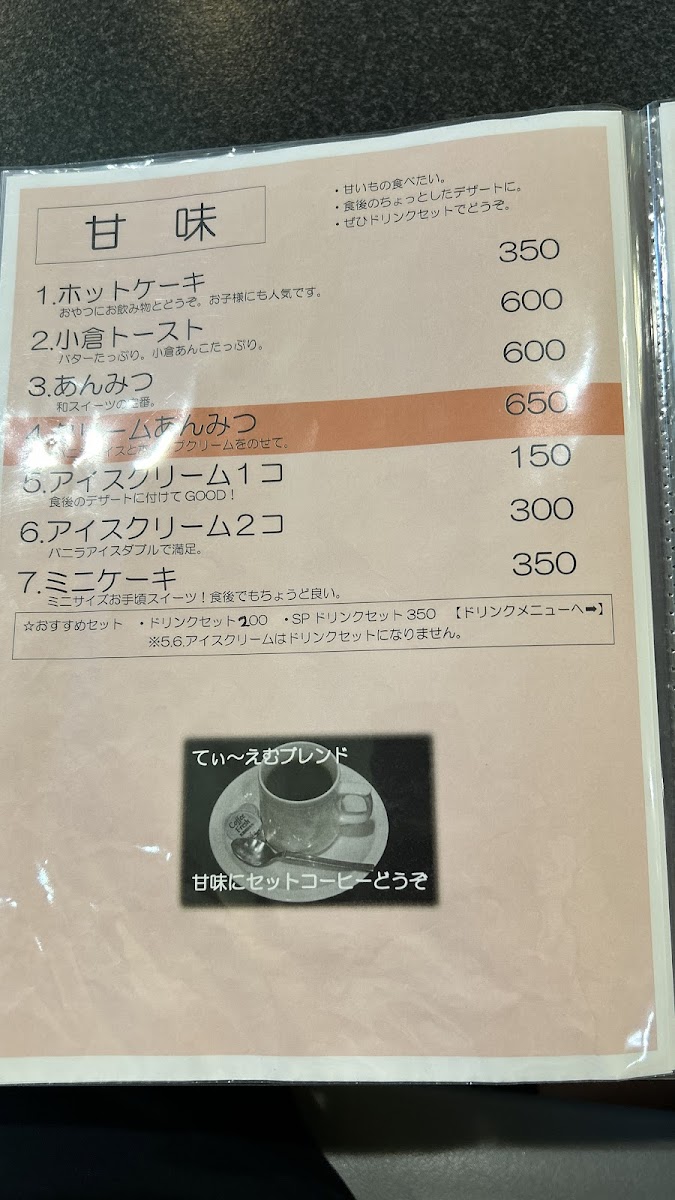 甘 味
・甘いもの食べたい。
・食後のちょっとしたデザートに。
・ぜひドリンクセットでどうぞ。
1.ホットケーキ 350
おやつにお飲み物とどうぞ。お子様にも人気です。
2.小倉トースト 600
バターたっぷり。小倉あんこたっぷり。
3.あんみつ 600
和スイーツの定番。
4.クリームあんみつ 650
クリームをのせて。
5.アイスクリーム1コ 150
食後のデザートに付けてGOOD！
6.アイスクリーム2コ 300
バニラアイスダブルで満足。
7.ミニケーキ 350
ミニサイズお手頃スイーツ！食後でもちょうど良い。
☆おすすめセット ・ドリンクセット200 ・SPドリンクセット350 【ドリンクメニューへ➡】
※5.6.アイスクリームはドリンクセットになりません。
てぃ～えむブレンド
Coffee Fresh
甘味にセットコーヒーどうぞ